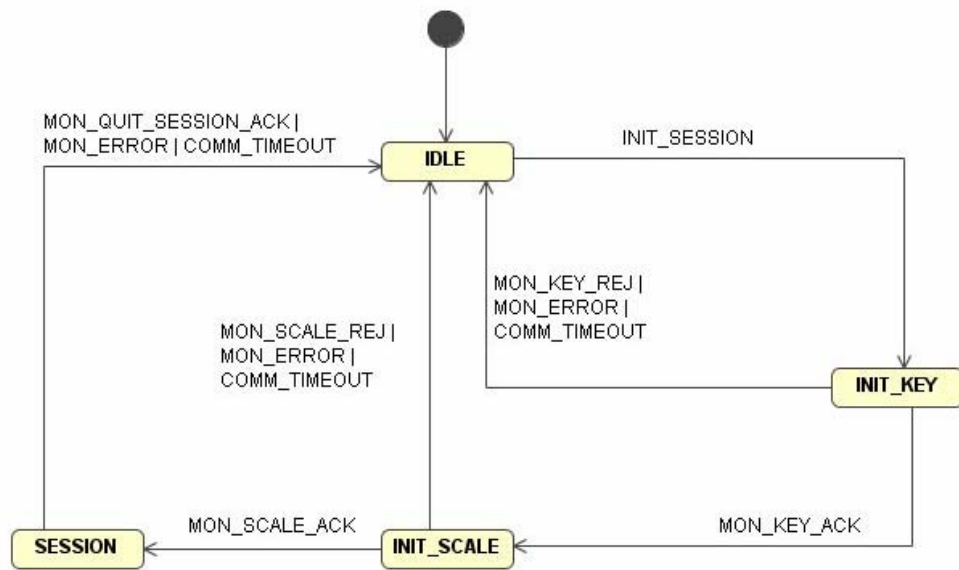 MON_QUIT_SESSION_ACK |
MON_ERROR | COMM_TIMEOUT
IDLE
INIT_SESSION
MON_KEY_REJ |
MON_ERROR |
COMM_TIMEOUT
MON_SCALE_REJ |
MON_ERROR |
COMM_TIMEOUT
INIT_KEY
MON_SCALE_ACK
MON_KEY_ACK
SESSION
INIT_SCALE